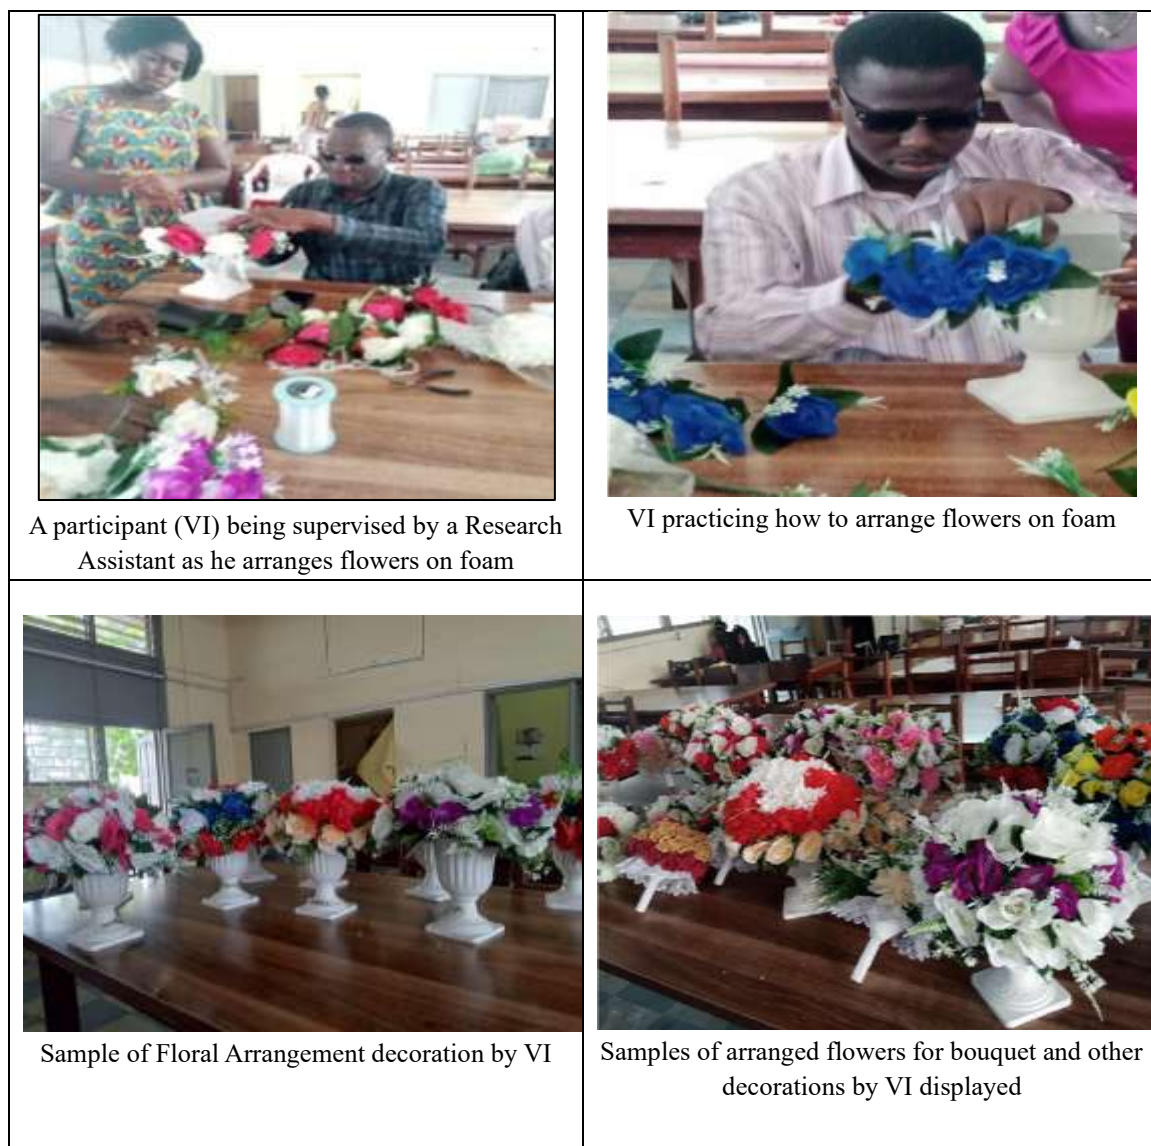 A participant (VI) being supervised by a Research
Assistant as he arranges flowers on foam
VI practicing how to arrange flowers on foam
Sample of Floral Arrangement decoration by VI
Samples of arranged flowers for bouquet and other
decorations by VI displayed